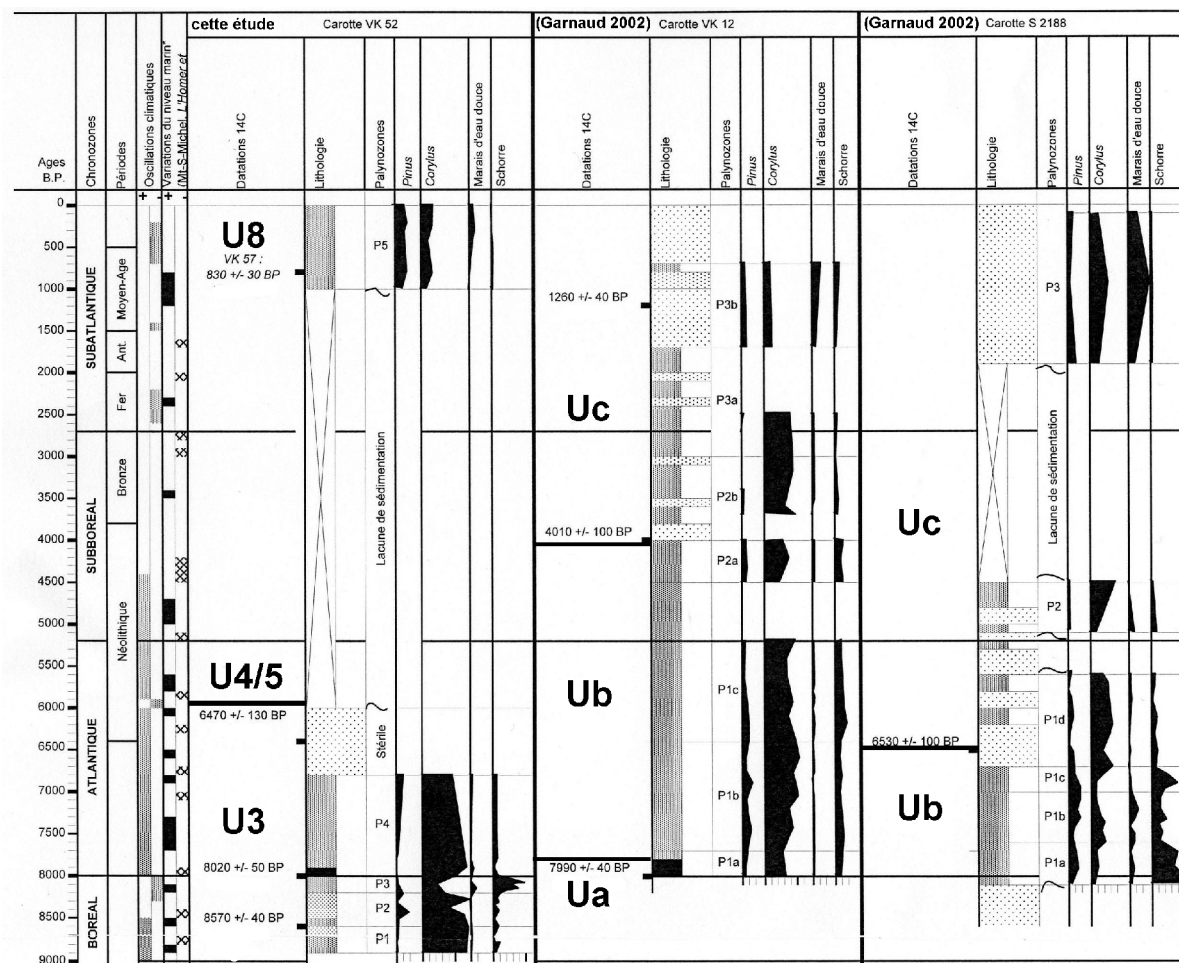 cette étude Carotte VK 52
(Garnaud 2002) Carotte VK 12
(Garnaud 2002) Carotte S 2188
Ages
B.P.
Chronozones
Périodes
Oscillations climatiques
Variations du niveau marin*
(Mt-S-Michel, L'Homer et
+ - + -
Datations 14C
Lithologie
Palynozones
Pinus
Corylus
Marais d'eau douce
Schorre
Datations 14C
Lithologie
Palynozones
Pinus
Corylus
Marais d'eau douce
Schorre
Datations 14C
Lithologie
Palynozones
Pinus
Corylus
Marais d'eau douce
Schorre
0
500
1000
1500
2000
2500
3000
3500
4000
4500
5000
5500
6000
6500
7000
7500
8000
8500
9000
SUBATLANTIQUE
SUBBOREAL
ATLANTIQUE
BOREAL
Moyen-Age
Ant.
Fer
Bronze
Néolithique
U8
VK 57 :
830 +/- 30 BP
U4/5
6470 +/- 130 BP
U3
8020 +/- 50 BP
8570 +/- 40 BP
P5
Lacune de sédimentation
Stérile
P4
P3
P2
P1
1260 +/- 40 BP
Uc
4010 +/- 100 BP
Ub
7990 +/- 40 BP
Ua
P3b
P3a
P2b
P2a
P1c
P1b
P1a
Uc
6530 +/- 100 BP
Ub
P3
Lacune de sédimentation
P2
P1d
P1c
P1b
P1a